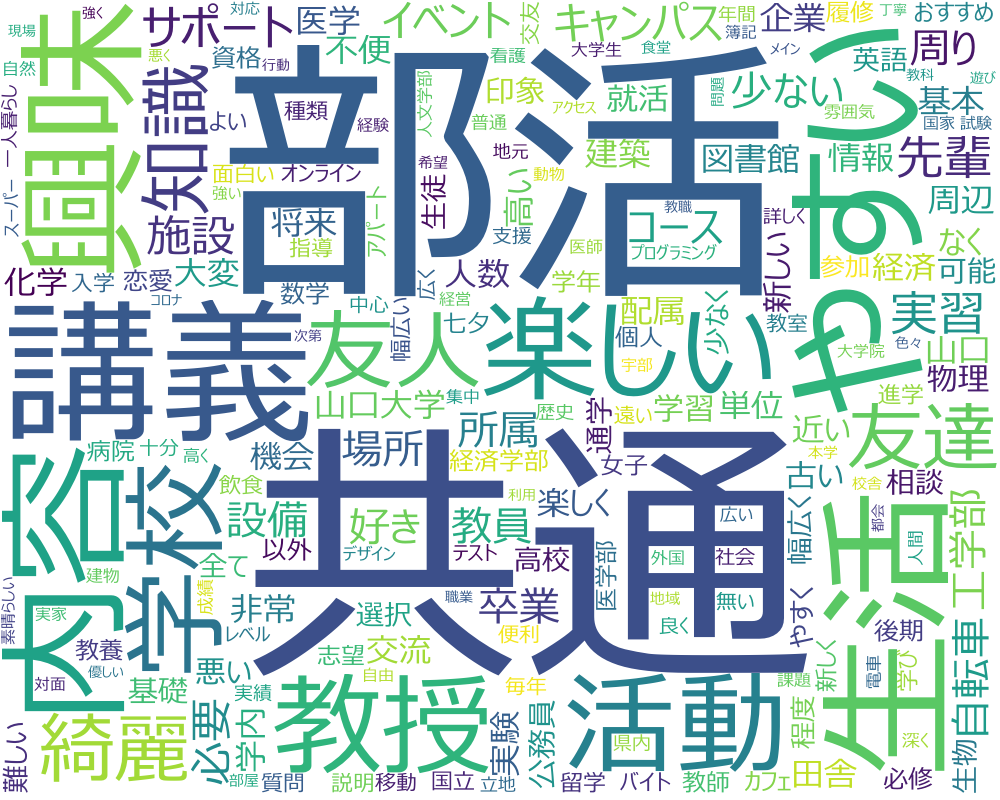 現場
強く
対応
サポート
医学
イベント
交友
キャンパス
年間
企業
履修
丁寧
おすすめ
興味
自然
一人暮らし
知識
資格
行動
不便
部活
人文学部
看護
印象
就活
簿記
食堂
大学生
少ない
メイン
英語
周り
教科
遊び
やすい
よい
種類
経験
普通
アクセス
問題
雰囲気
基本
国家
試験
スーパー
面白い
オンライン
地元
希望
建築
動物
図書館
情報
先輩
施設
強い
将来
指導
アパート
生徒
高い
支援
医師
コース
教職
プログラミング
詳しく
新しい
周辺
化学
入学
恋愛
大変
数学
人数
学年
参加
経済
なく
可能
コロナ
講義
中心
広く
経営
幅広い
七夕
楽しい
配属
個人
少なく
教室
実習
色々
次第
友人
宇部
大学院
山口
物理
内容
学校
山口大学
集中
所属
歴史
遠い
通学
学習
単位
進学
近い
友達
病院
十分
高く
機会
場所
経済学部
女子
本学
古い
相談
飲食
設備
好き
教員
利用
楽しく
共通
広い
幅広く
校舎
都会
生活
工学部
建物
全て
以外
デザイン
テスト
高校
医学部
外国
社会
人間
素晴らしい
実家
成績
非常
レベル
選択
職業
卒業
地域
無い
やすく
後期
教養
対面
優しい
悪い
志望
交流
便利
良く
新しく
電車
学び
自転車
基礎
実績
自由
毎年
課題
綺麗
必要
学内
教授
実験
公務員
活動
県内
程度
深く
生物
難しい
部屋
質問
説明
移動
国立
立地
留学
バイト
教師
カフェ
田舎
必修